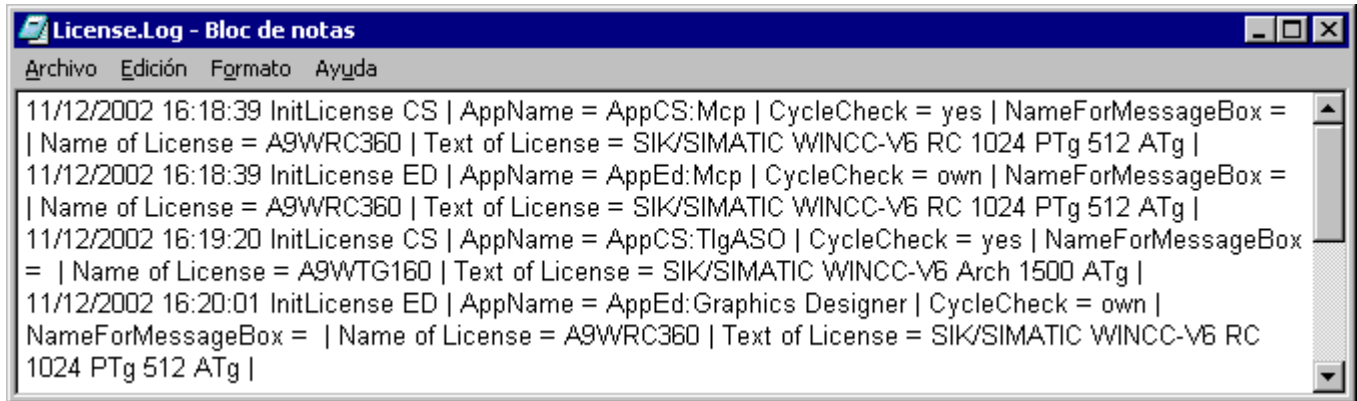 License.Log - Bloc de notas
Archivo Edición Formato Ayuda
11/12/2002 16:18:39 InitLicense CS | AppName = AppCS:Mcp | CycleCheck = yes | NameForMessageBox =
| Name of License = A9WRC360 | Text of License = SIK/SIMATIC WINCC-V6 RC 1024 PTg 512 ATg |
11/12/2002 16:18:39 InitLicense ED | AppName = AppEd:Mcp | CycleCheck = own | NameForMessageBox =
| Name of License = A9WRC360 | Text of License = SIK/SIMATIC WINCC-V6 RC 1024 PTg 512 ATg |
11/12/2002 16:19:20 InitLicense CS | AppName = AppCS:TlgASO | CycleCheck = yes | NameForMessageBox
= | Name of License = A9WTG160 | Text of License = SIK/SIMATIC WINCC-V6 Arch 1500 ATg |
11/12/2002 16:20:01 InitLicense ED | AppName = AppEd:Graphics Designer | CycleCheck = own |
NameForMessageBox = | Name of License = A9WRC360 | Text of License = SIK/SIMATIC WINCC-V6 RC
1024 PTg 512 ATg |